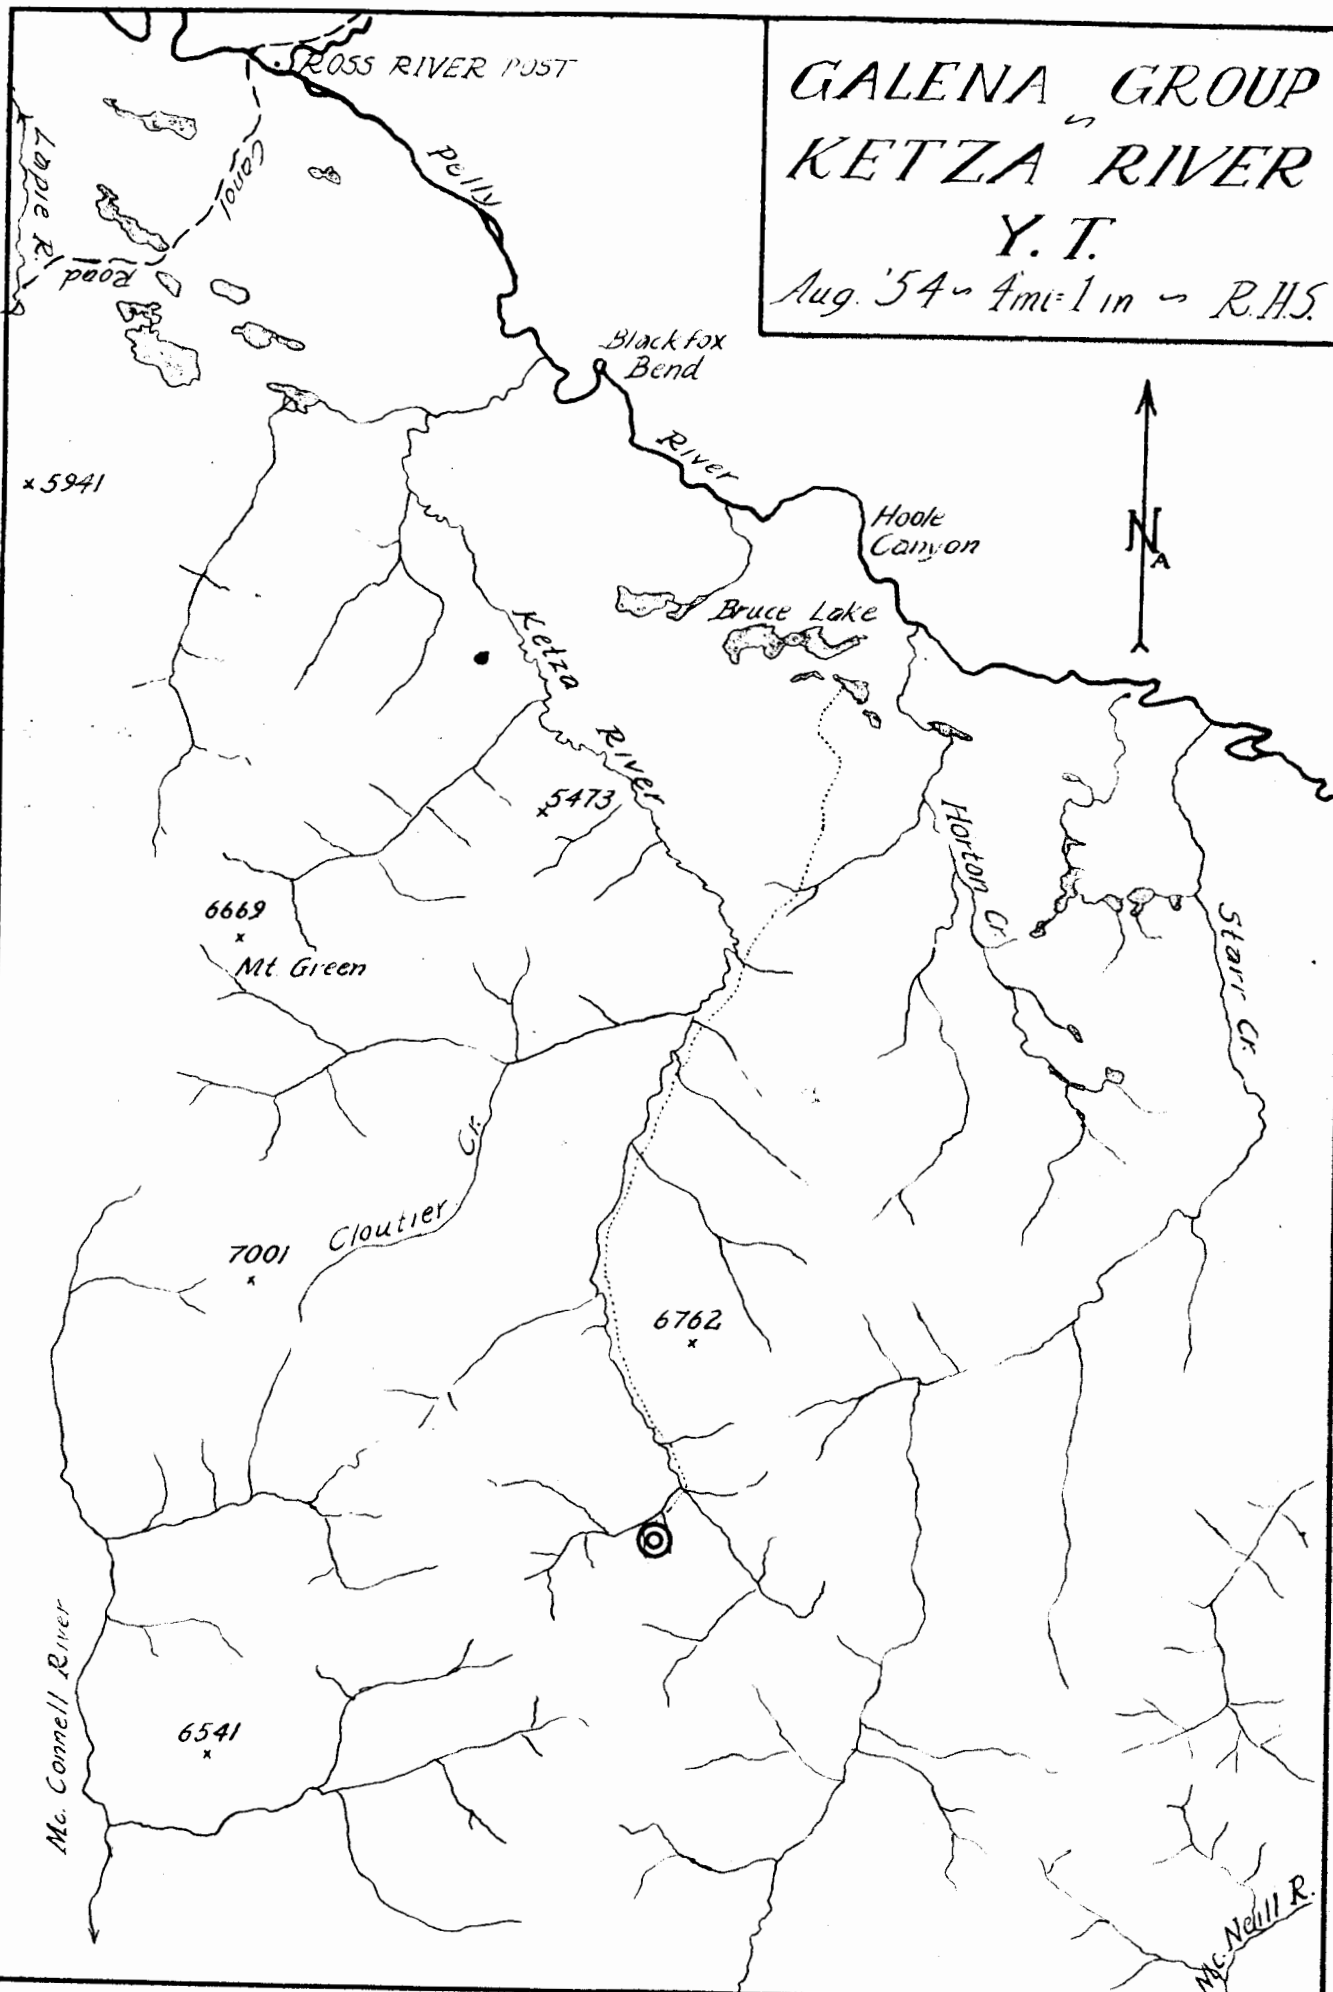 GALENA GROUP
~
KETZA RIVER
Y. T.
Aug. '54 ~ 4mi=1in ~ R.H.S.
ROSS RIVER POST
Lapie R.
Canol
Road
Pelly
River
Blackfox
Bend
x 5941
Hoole
Canyon
N
A
Bruce Lake
Ketza
River
5473
x
Horton Cr.
Starr Cr.
6669
x
Mt. Green
Cr.
Cloutier
7001
x
6762
x
Mc. Connell River
6541
x
Mc. Neill R.